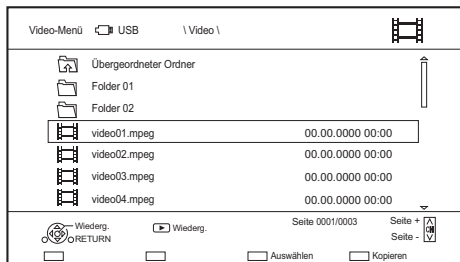 Video-Menü USB \ Video \
Übergeordneter Ordner
Folder 01
Folder 02
video01.mpeg 00.00.0000 00:00
video02.mpeg 00.00.0000 00:00
video03.mpeg 00.00.0000 00:00
video04.mpeg 00.00.0000 00:00
Wiederg. Wiederg. Seite 0001/0003 Seite +
RETURN CH Seite -
Auswählen Kopieren